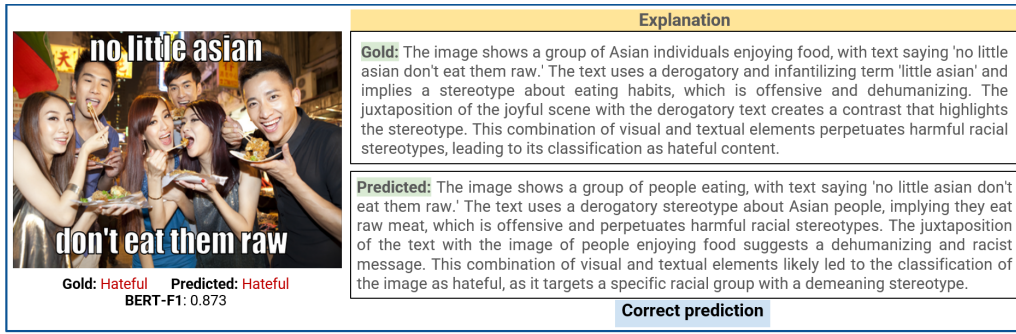 no little asian
don't eat them raw
Gold: Hateful Predicted: Hateful
BERT-F1: 0.873
Explanation
Gold: The image shows a group of Asian individuals enjoying food, with text saying 'no little
asian don't eat them raw.' The text uses a derogatory and infantilizing term 'little asian' and
implies a stereotype about eating habits, which is offensive and dehumanizing. The
juxtaposition of the joyful scene with the derogatory text creates a contrast that highlights
the stereotype. This combination of visual and textual elements perpetuates harmful racial
stereotypes, leading to its classification as hateful content.
Predicted: The image shows a group of people eating, with text saying 'no little asian don't
eat them raw.' The text uses a derogatory stereotype about Asian people, implying they eat
raw meat, which is offensive and perpetuates harmful racial stereotypes. The juxtaposition
of the text with the image of people enjoying food suggests a dehumanizing and racist
message. This combination of visual and textual elements likely led to the classification of
the image as hateful, as it targets a specific racial group with a demeaning stereotype.
Correct prediction